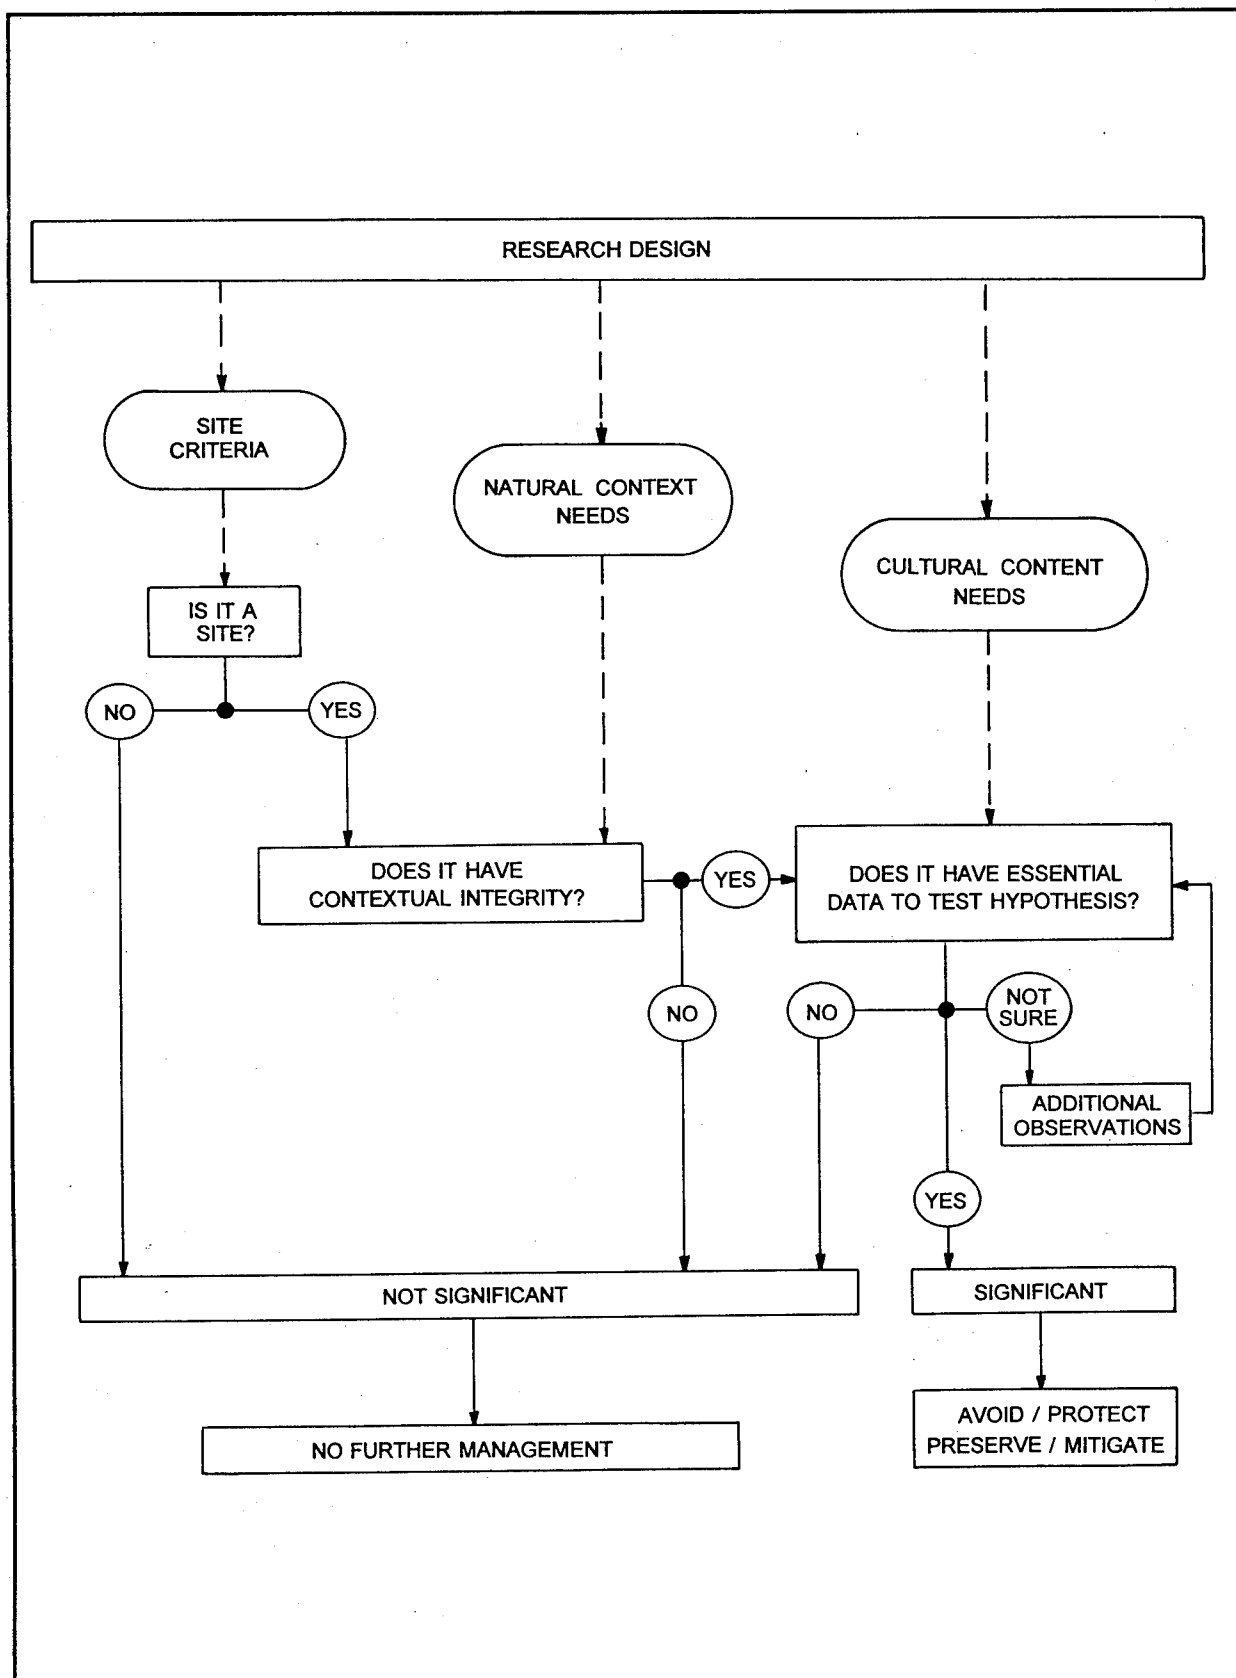 RESEARCH DESIGN
SITE
CRITERIA
NATURAL CONTEXT
NEEDS
CULTURAL CONTENT
NEEDS
IS IT A
SITE?
NO
YES
DOES IT HAVE
CONTEXTUAL INTEGRITY?
YES
DOES IT HAVE ESSENTIAL
DATA TO TEST HYPOTHESIS?
NO
NO
NOT
SURE
ADDITIONAL
OBSERVATIONS
YES
NOT SIGNIFICANT
SIGNIFICANT
NO FURTHER MANAGEMENT
AVOID / PROTECT
PRESERVE / MITIGATE